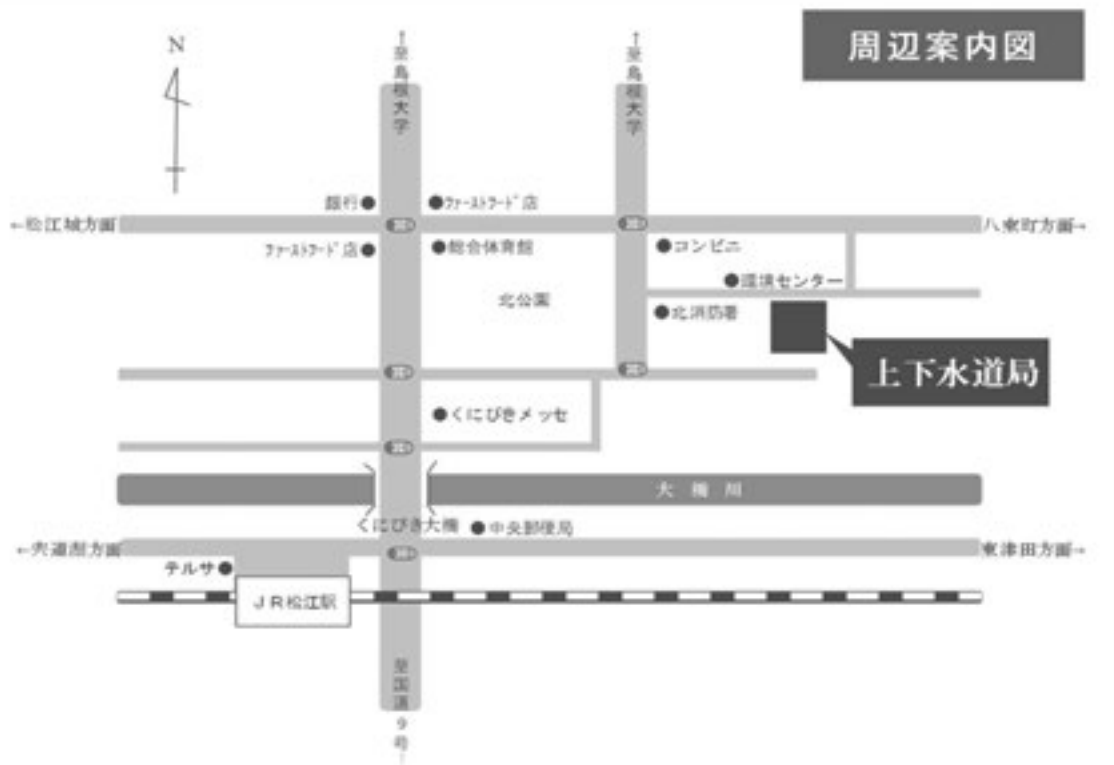 周辺案内図
N
↑至島根大学
↑至島根大学
銀行●
●ファーストフード店
←松江城方面
八束町方面→
ファーストフード店●
●総合体育館
●コンビニ
●環境センター
北公園
●北消防署
上下水道局
●くにびきメッセ
大橋川
くにびき大橋
●中央郵便局
←宍道湖方面
東津田方面→
テルサ●
JR松江駅
至国道9号↓